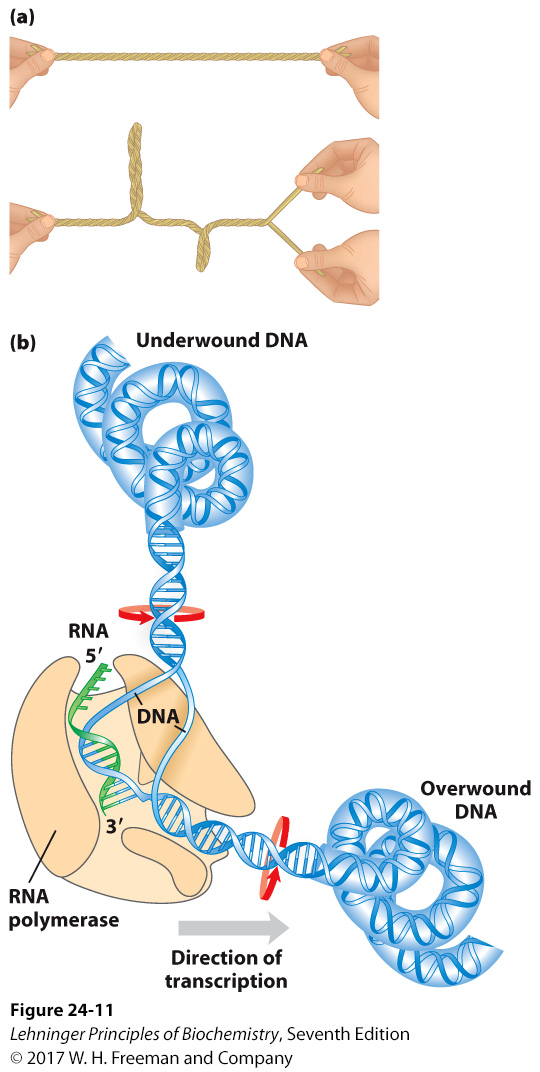 (a)
(b)
Underwound DNA
RNA
5′
DNA
3′
Overwound
DNA
RNA
polymerase
Direction of
transcription
Figure 24-11
Lehninger Principles of Biochemistry, Seventh Edition
© 2017 W. H. Freeman and Company